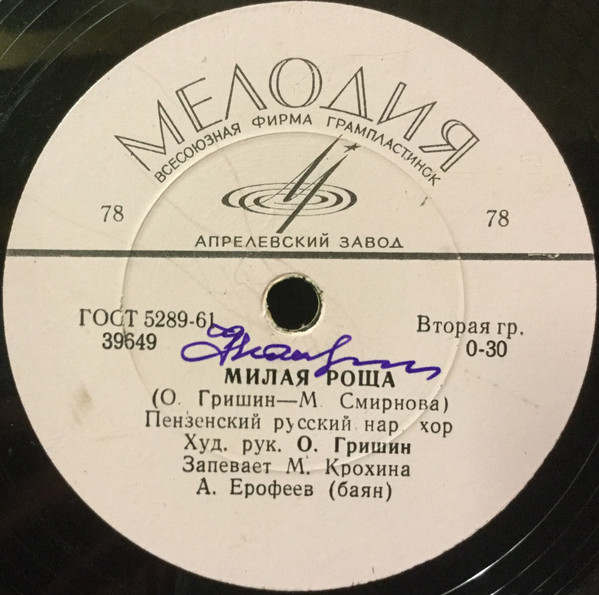 МЕЛОДИЯ
ВСЕСОЮЗНАЯ ФИРМА ГРАМПЛАСТИНОК
78 78
АПРЕЛЕВСКИЙ ЗАВОД
ГОСТ 5289-61 Вторая гр.
39649 0-30
МИЛАЯ РОЩА
(О. Гришин—М. Смирнова)
Пензенский русский нар. хор
Худ. рук. О. Гришин
Запевает М. Крохина
А. Ерофеев (баян)